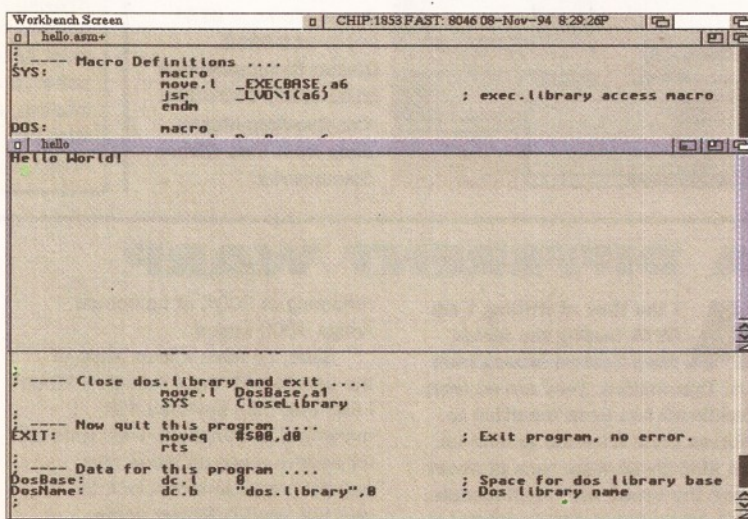 Workbench Screen CHIP:1853 FAST: 8046 08-Nov-94 8:29:26P
hello.asm+
;
; ---- Macro Definitions ....
SYS: macro
move.l _EXECBASE,a6
jsr _LVO\1(a6) ; exec.library access macro
endm
DOS: macro
hello
Hello World!
;
; ---- Close dos.library and exit ....
move.l DosBase,a1
SYS CloseLibrary
;
; ---- Now quit this program ....
EXIT: moveq #$00,d0 ; Exit program, no error.
rts
;
; ---- Data for this program ....
DosBase: dc.l 0 ; Space for dos library base
DosName: dc.b "dos.library",0 ; Dos library name
;